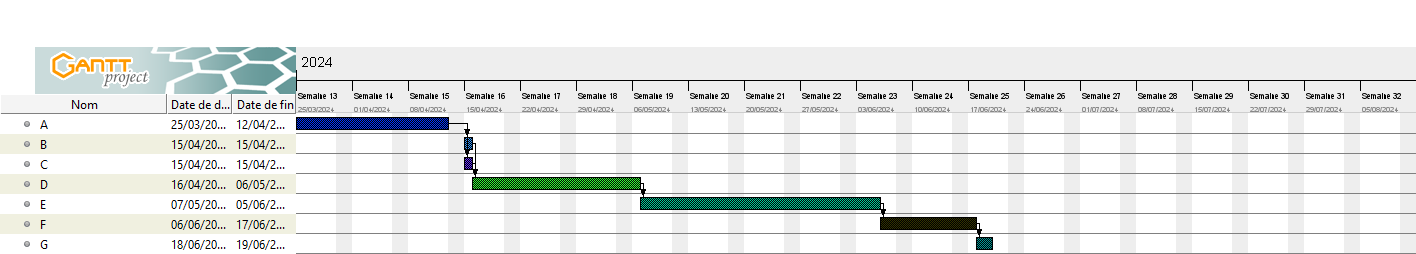 GANTT
project
2024
Nom Date de d... Date de fin
Semaine 13 Semaine 14 Semaine 15 Semaine 16 Semaine 17 Semaine 18 Semaine 19 Semaine 20 Semaine 21 Semaine 22 Semaine 23 Semaine 24 Semaine 25 Semaine 26 Semaine 27 Semaine 28 Semaine 29 Semaine 30 Semaine 31 Semaine 32
25/03/2024 01/04/2024 08/04/2024 15/04/2024 22/04/2024 29/04/2024 06/05/2024 13/05/2024 20/05/2024 27/05/2024 03/06/2024 10/06/2024 17/06/2024 24/06/2024 01/07/2024 08/07/2024 15/07/2024 22/07/2024 29/07/2024 05/08/2024
A 25/03/20... 12/04/2...
B 15/04/20... 15/04/2...
C 15/04/20... 15/04/2...
D 16/04/20... 06/05/2...
E 07/05/20... 05/06/2...
F 06/06/20... 17/06/2...
G 18/06/20... 19/06/2...